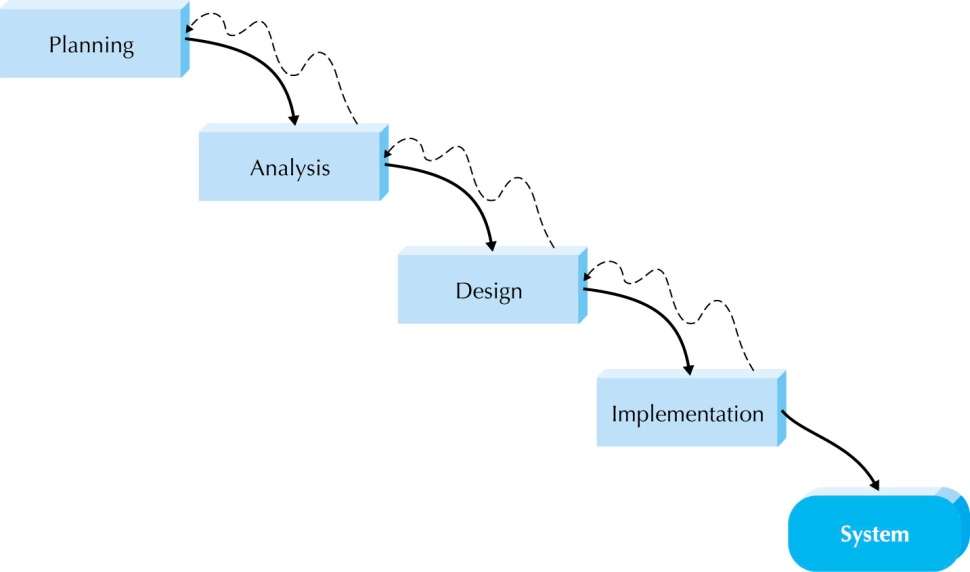 Planning
Analysis
Design
Implementation
System